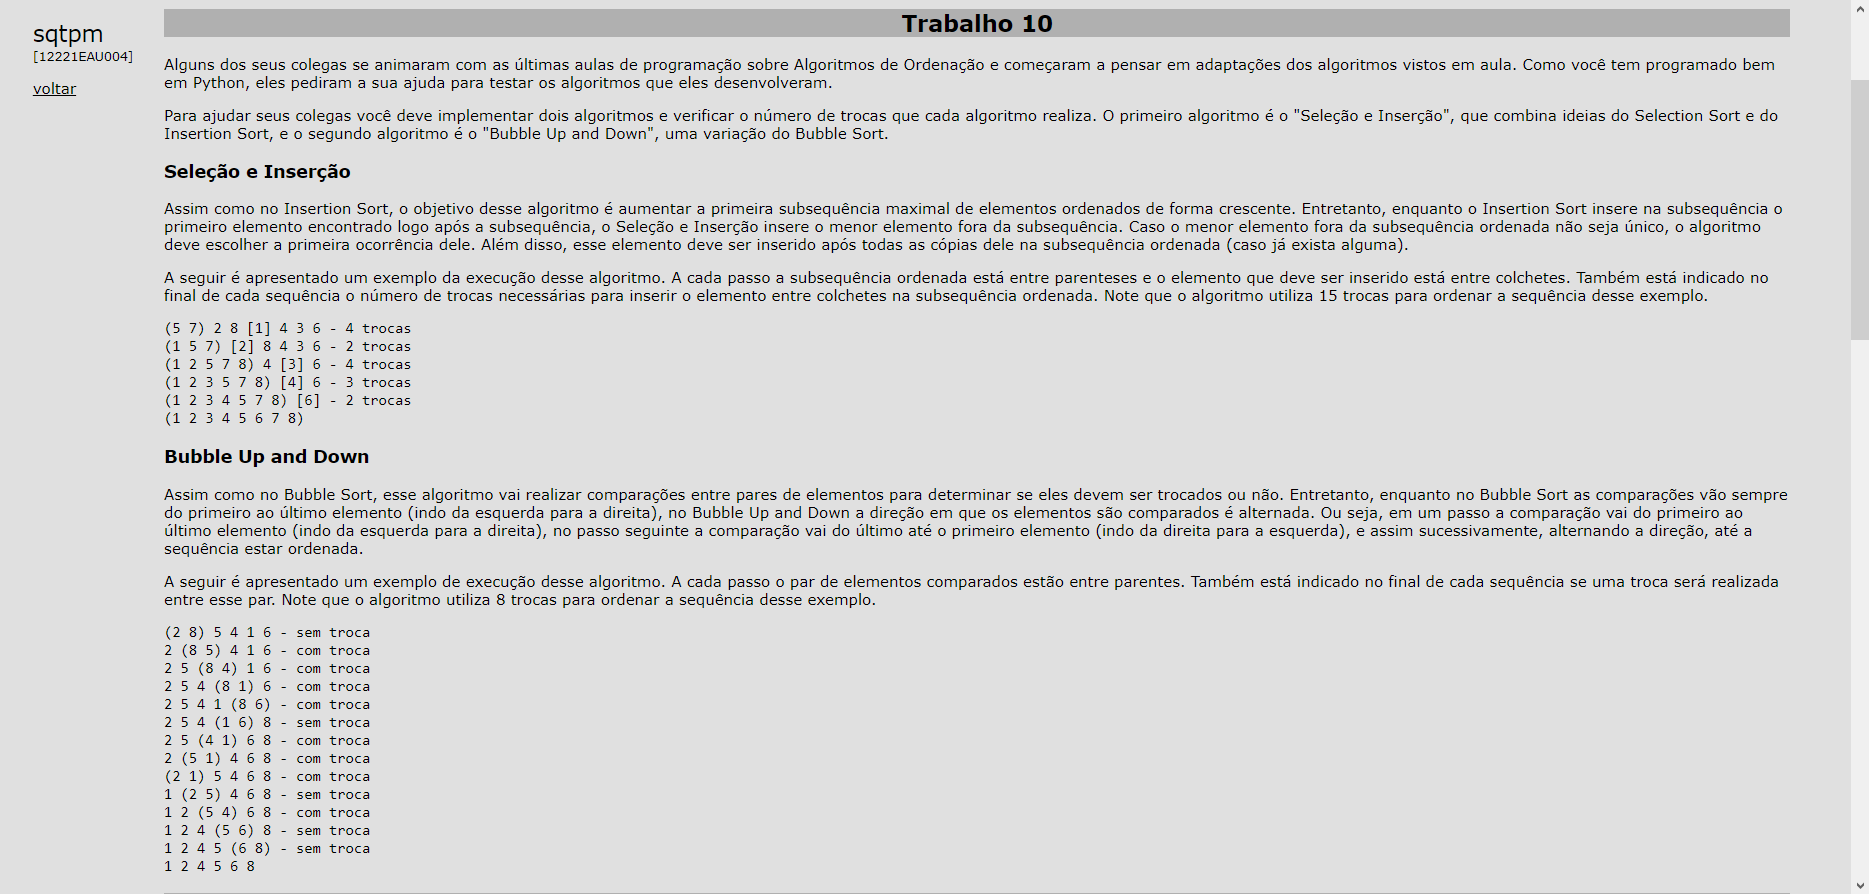 sqtpm
[12221EAU004]
voltar
Trabalho 10
Alguns dos seus colegas se animaram com as últimas aulas de programação sobre Algoritmos de Ordenação e começaram a pensar em adaptações dos algoritmos vistos em aula. Como você tem programado bem
em Python, eles pediram a sua ajuda para testar os algoritmos que eles desenvolveram.
Para ajudar seus colegas você deve implementar dois algoritmos e verificar o número de trocas que cada algoritmo realiza. O primeiro algoritmo é o "Seleção e Inserção", que combina ideias do Selection Sort e do
Insertion Sort, e o segundo algoritmo é o "Bubble Up and Down", uma variação do Bubble Sort.
Seleção e Inserção
Assim como no Insertion Sort, o objetivo desse algoritmo é aumentar a primeira subsequência maximal de elementos ordenados de forma crescente. Entretanto, enquanto o Insertion Sort insere na subsequência o
primeiro elemento encontrado logo após a subsequência, o Seleção e Inserção insere o menor elemento fora da subsequência. Caso o menor elemento fora da subsequência ordenada não seja único, o algoritmo
deve escolher a primeira ocorrência dele. Além disso, esse elemento deve ser inserido após todas as cópias dele na subsequência ordenada (caso já exista alguma).
A seguir é apresentado um exemplo da execução desse algoritmo. A cada passo a subsequência ordenada está entre parenteses e o elemento que deve ser inserido está entre colchetes. Também está indicado no
final de cada sequência o número de trocas necessárias para inserir o elemento entre colchetes na subsequência ordenada. Note que o algoritmo utiliza 15 trocas para ordenar a sequência desse exemplo.
(5 7) 2 8 [1] 4 3 6 - 4 trocas
(1 5 7) [2] 8 4 3 6 - 2 trocas
(1 2 5 7 8) 4 [3] 6 - 4 trocas
(1 2 3 5 7 8) [4] 6 - 3 trocas
(1 2 3 4 5 7 8) [6] - 2 trocas
(1 2 3 4 5 6 7 8)
Bubble Up and Down
Assim como no Bubble Sort, esse algoritmo vai realizar comparações entre pares de elementos para determinar se eles devem ser trocados ou não. Entretanto, enquanto no Bubble Sort as comparações vão sempre
do primeiro ao último elemento (indo da esquerda para a direita), no Bubble Up and Down a direção em que os elementos são comparados é alternada. Ou seja, em um passo a comparação vai do primeiro ao
último elemento (indo da esquerda para a direita), no passo seguinte a comparação vai do último até o primeiro elemento (indo da direita para a esquerda), e assim sucessivamente, alternando a direção, até a
sequência estar ordenada.
A seguir é apresentado um exemplo de execução desse algoritmo. A cada passo o par de elementos comparados estão entre parentes. Também está indicado no final de cada sequência se uma troca será realizada
entre esse par. Note que o algoritmo utiliza 8 trocas para ordenar a sequência desse exemplo.
(2 8) 5 4 1 6 - sem troca
2 (8 5) 4 1 6 - com troca
2 5 (8 4) 1 6 - com troca
2 5 4 (8 1) 6 - com troca
2 5 4 1 (8 6) - com troca
2 5 4 (1 6) 8 - sem troca
2 5 (4 1) 6 8 - com troca
2 (5 1) 4 6 8 - com troca
(2 1) 5 4 6 8 - com troca
1 (2 5) 4 6 8 - sem troca
1 2 (5 4) 6 8 - com troca
1 2 4 (5 6) 8 - sem troca
1 2 4 5 (6 8) - sem troca
1 2 4 5 6 8